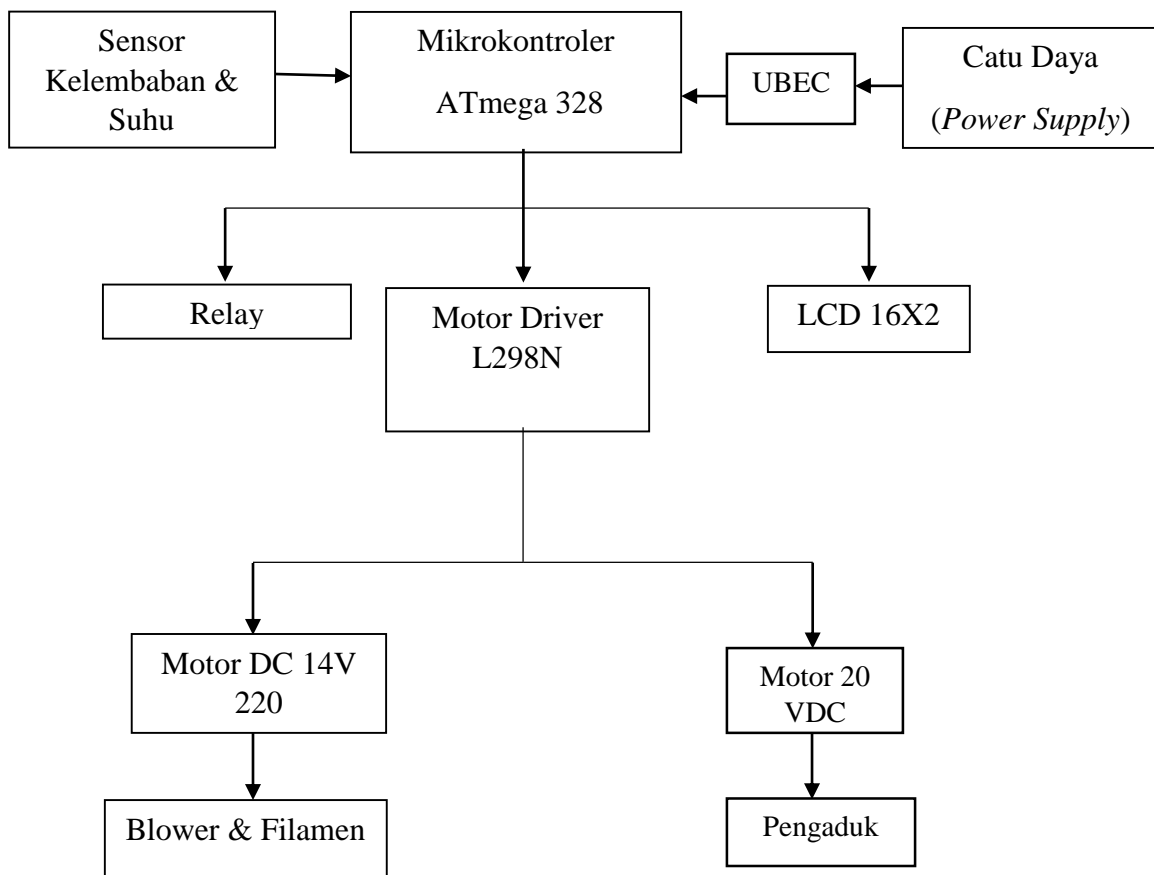 Sensor
Kelembaban &
Suhu
Mikrokontroler
ATmega 328
UBEC
Catu Daya
(Power Supply)
Relay
Motor Driver
L298N
LCD 16X2
Motor DC 14V
220
Motor 20
VDC
Blower & Filamen
Pengaduk